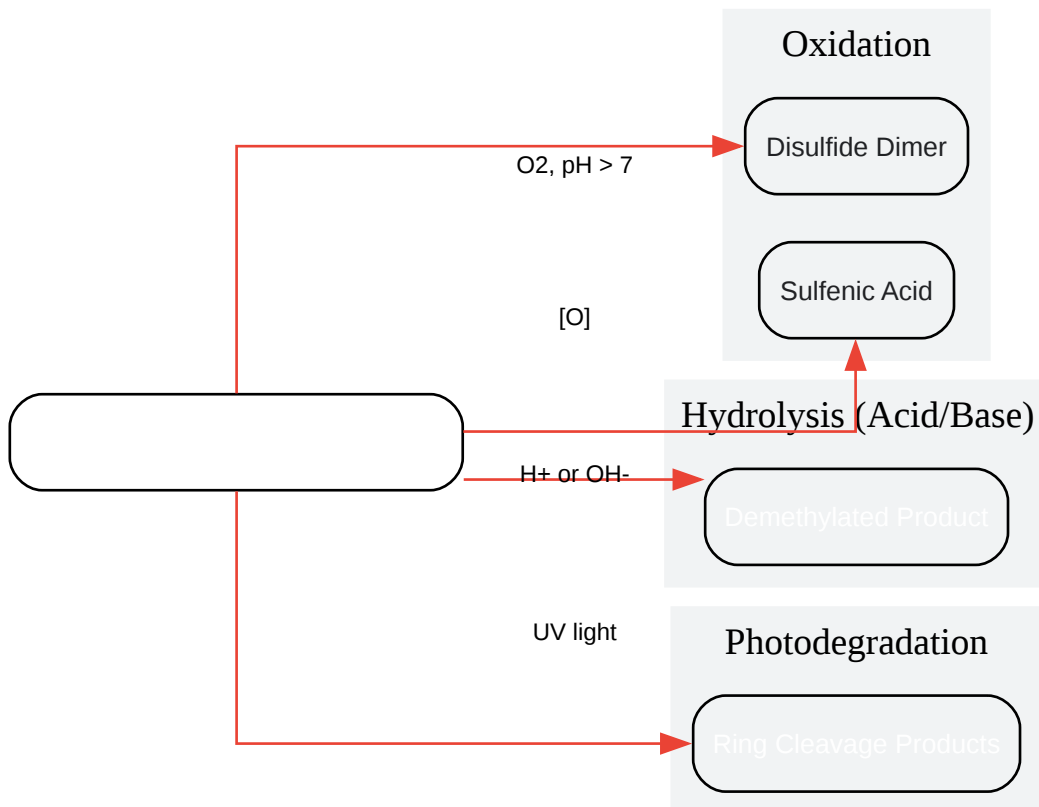 Oxidation
Disulfide Dimer
O2, pH > 7
Sulfenic Acid
[O]
Hydrolysis (Acid/Base)
H+ or OH-
Demethylated Product
UV light
Photodegradation
Ring Cleavage Products